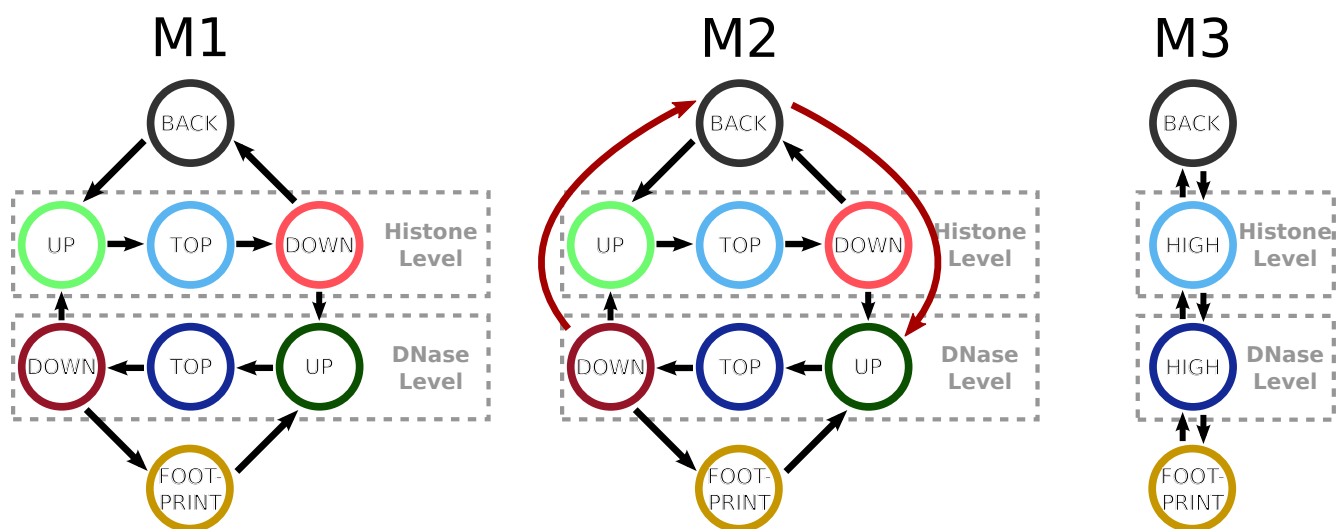 M1
M2
M3
BACK
BACK
BACK
UP
TOP
DOWN
Histone
Level
UP
TOP
DOWN
Histone
Level
HIGH
Histone
Level
DOWN
TOP
UP
DNase
Level
DOWN
TOP
UP
DNase
Level
HIGH
DNase
Level
FOOT-
PRINT
FOOT-
PRINT
FOOT-
PRINT